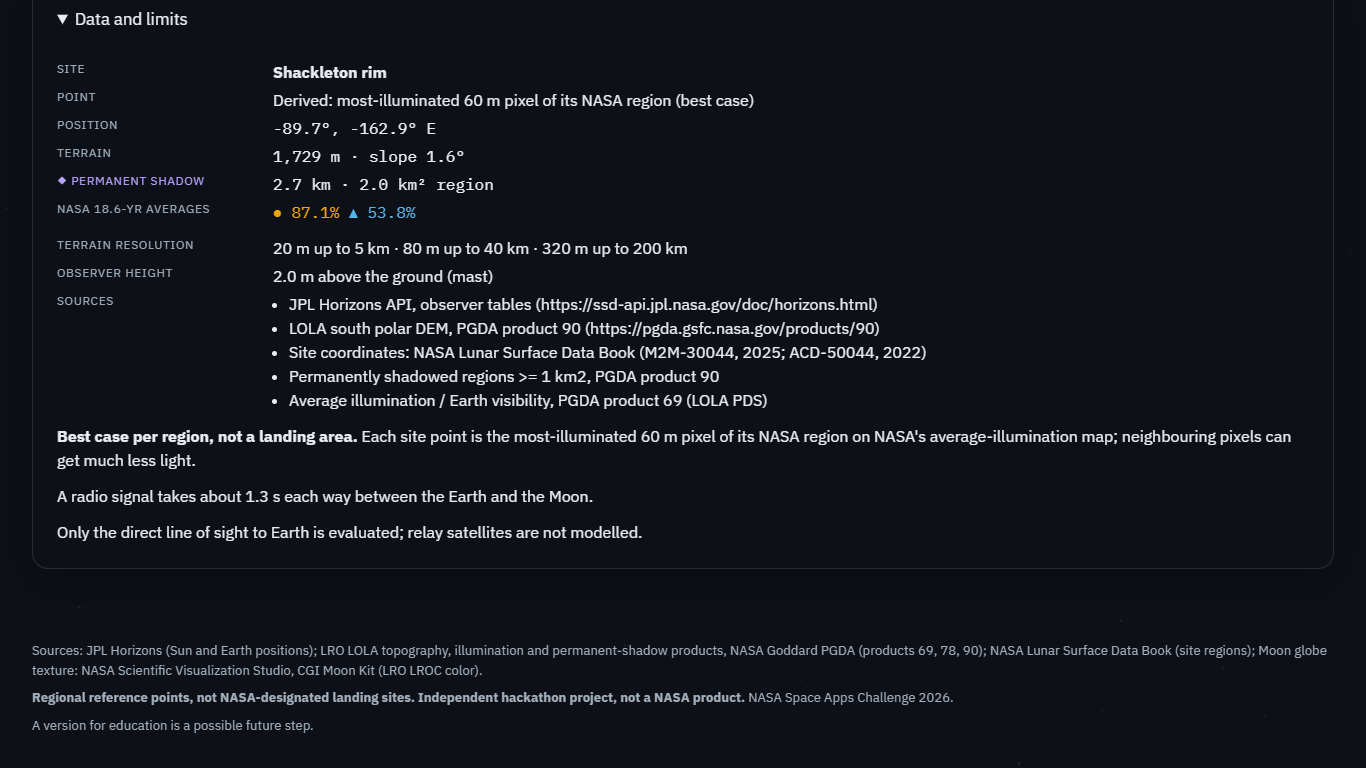 ▼ Data and limits
SITE Shackleton rim
POINT Derived: most-illuminated 60 m pixel of its NASA region (best case)
POSITION -89.7°, -162.9° E
TERRAIN 1,729 m · slope 1.6°
◆ PERMANENT SHADOW 2.7 km · 2.0 km² region
NASA 18.6-YR AVERAGES ● 87.1% ▲ 53.8%
TERRAIN RESOLUTION 20 m up to 5 km · 80 m up to 40 km · 320 m up to 200 km
OBSERVER HEIGHT 2.0 m above the ground (mast)
SOURCES • JPL Horizons API, observer tables (https://ssd-api.jpl.nasa.gov/doc/horizons.html)
• LOLA south polar DEM, PGDA product 90 (https://pgda.gsfc.nasa.gov/products/90)
• Site coordinates: NASA Lunar Surface Data Book (M2M-30044, 2025; ACD-50044, 2022)
• Permanently shadowed regions >= 1 km2, PGDA product 90
• Average illumination / Earth visibility, PGDA product 69 (LOLA PDS)
Best case per region, not a landing area. Each site point is the most-illuminated 60 m pixel of its NASA region on NASA's average-illumination map; neighbouring pixels can
get much less light.
A radio signal takes about 1.3 s each way between the Earth and the Moon.
Only the direct line of sight to Earth is evaluated; relay satellites are not modelled.
Sources: JPL Horizons (Sun and Earth positions); LRO LOLA topography, illumination and permanent-shadow products, NASA Goddard PGDA (products 69, 78, 90); NASA Lunar Surface Data Book (site regions); Moon globe
texture: NASA Scientific Visualization Studio, CGI Moon Kit (LRO LROC color).
Regional reference points, not NASA-designated landing sites. Independent hackathon project, not a NASA product. NASA Space Apps Challenge 2026.
A version for education is a possible future step.